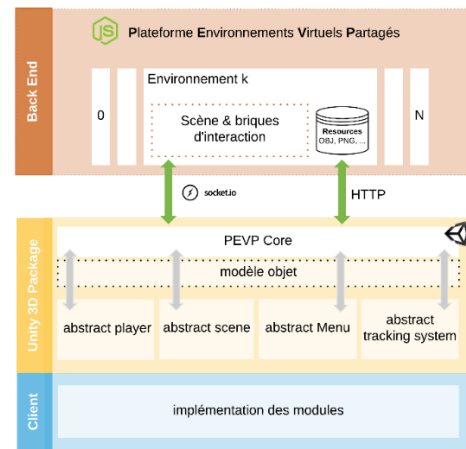 JS
Plateforme Environnements Virtuels Partagés
Back End
Environnement k
0
Scène & briques
d'interaction
Resources
OBJ, PNG, ...
N
socket.io
HTTP
Unity 3D Package
PEVP Core
modèle objet
abstract player
abstract scene
abstract Menu
abstract
tracking system
Client
implémentation des modules